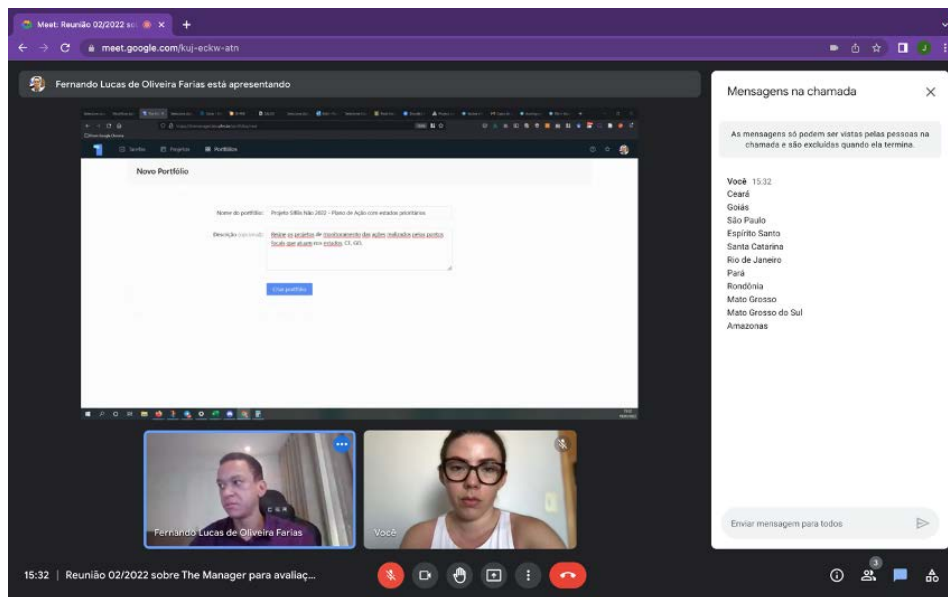 Meet: Reunião 02/2022 so
meet.google.com/kuj-eckw-atn
Fernando Lucas de Oliveira Farias está apresentando
Tarefas Projetos Portfólios
Novo Portfólio
Nome do portfólio: Projeto Sífilis Não 2022 - Plano de Ação com estados prioritários
Descrição (opcional): Reúne os projetos de monitoramento das ações realizadas pelos pontos
focais que atuam nos estados: CE, GO,
Criar portfólio
Fernando Lucas de Oliveira Farias
Você
Mensagens na chamada
As mensagens só podem ser vistas pelas pessoas na
chamada e são excluídas quando ela termina.
Você 15:32
Ceará
Goiás
São Paulo
Espírito Santo
Santa Catarina
Rio de Janeiro
Pará
Rondônia
Mato Grosso
Mato Grosso do Sul
Amazonas
Enviar mensagem para todos
15:32 | Reunião 02/2022 sobre The Manager para avaliaç...
3